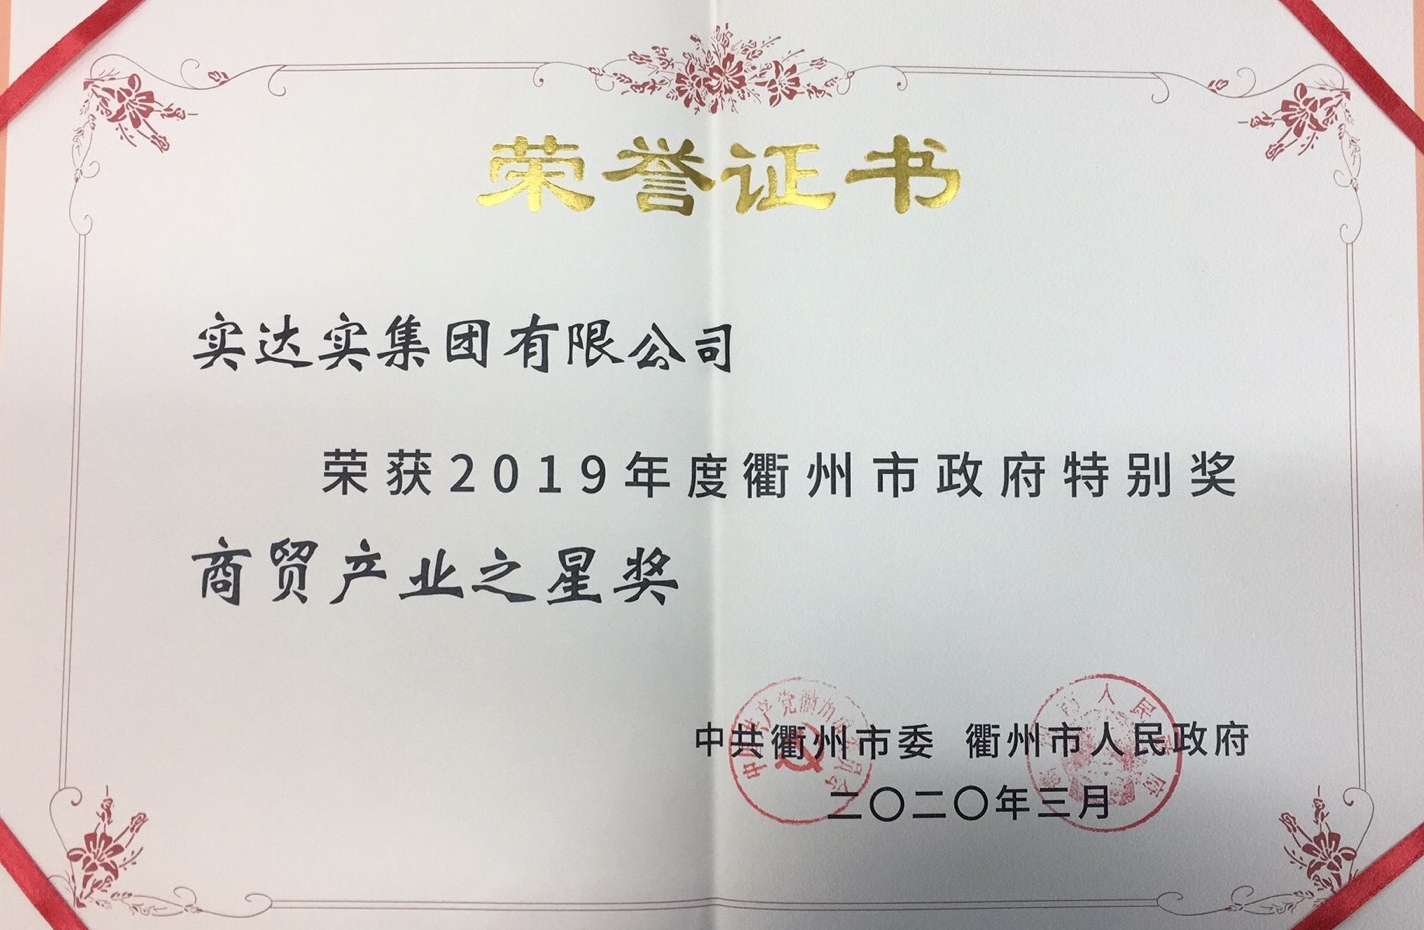 荣誉证书
实达实集团有限公司
荣获2019年度衢州市政府特别奖
商贸产业之星奖
中共衢州市委 衢州市人民政府
二〇二〇年三月